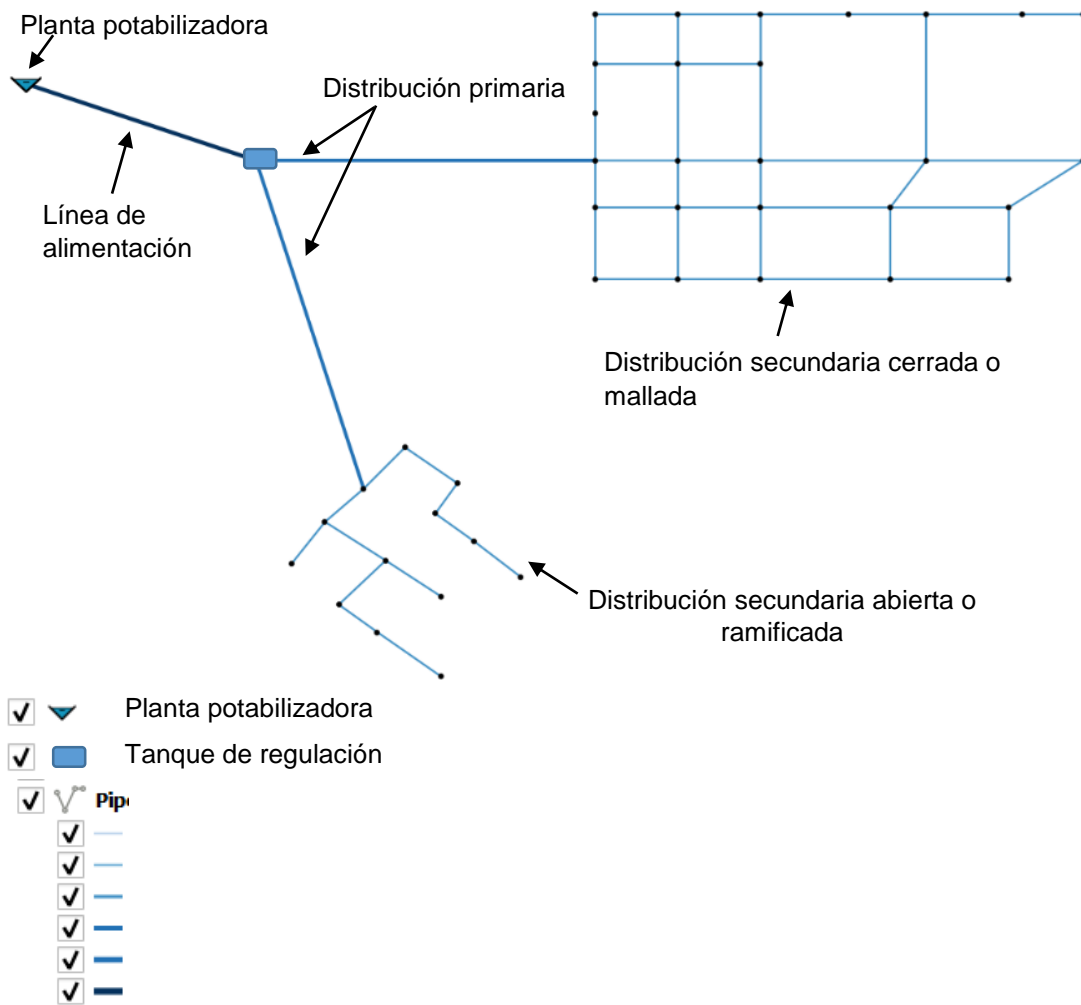 Planta potabilizadora
Distribución primaria
Línea de
alimentación
Distribución secundaria cerrada o
mallada
Distribución secundaria abierta o
ramificada
Planta potabilizadora
Tanque de regulación